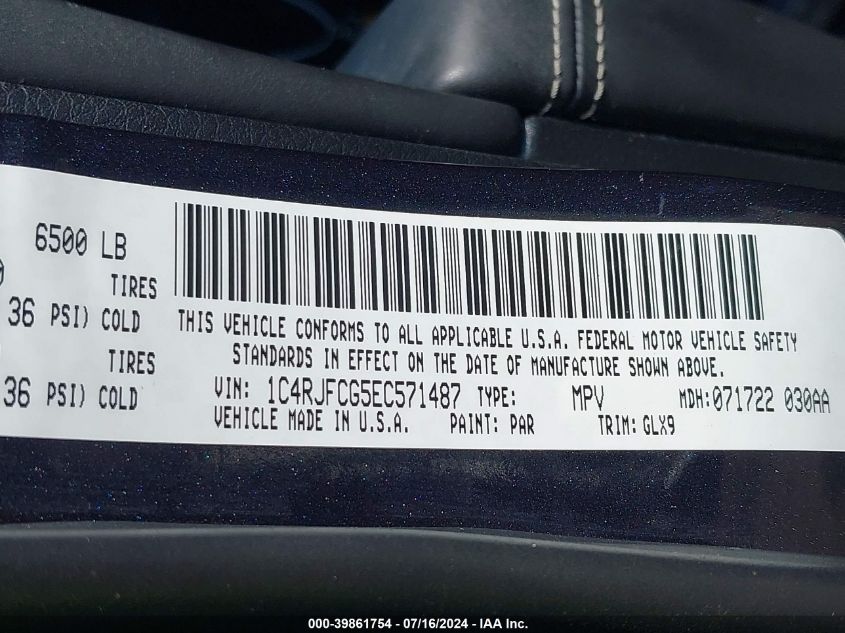 6500 LB
TIRES
36 PSI) COLD
TIRES
36 PSI) COLD
THIS VEHICLE CONFORMS TO ALL APPLICABLE U.S.A. FEDERAL MOTOR VEHICLE SAFETY
STANDARDS IN EFFECT ON THE DATE OF MANUFACTURE SHOWN ABOVE.
VIN: 1C4RJFCG5EC571487 TYPE: MPV MDH:071722 030AA
VEHICLE MADE IN U.S.A. PAINT: PAR TRIM: GLX9
000-39861754 - 07/16/2024 - IAA Inc.